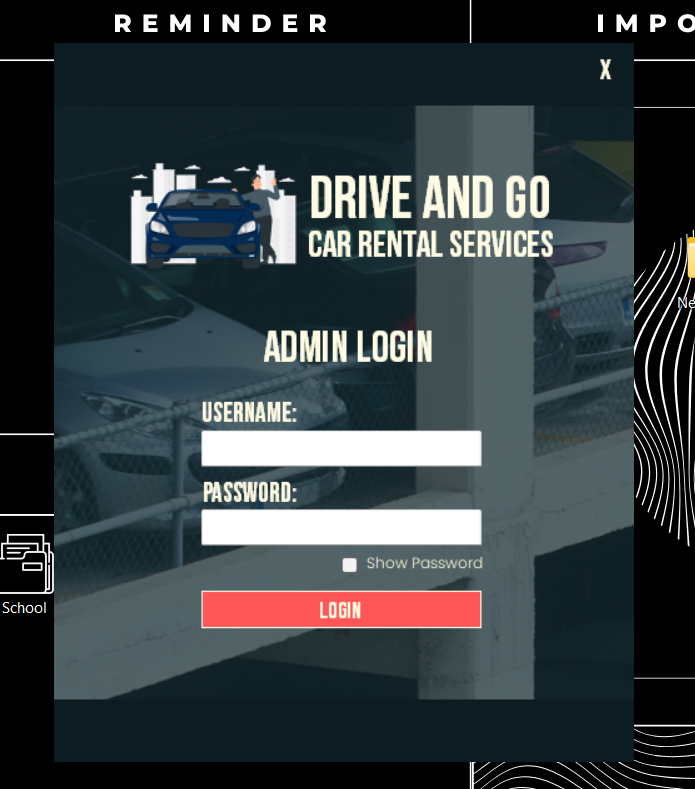 REMINDER
IMPO
X
DRIVE AND GO
CAR RENTAL SERVICES
ADMIN LOGIN
USERNAME:
PASSWORD:
Show Password
LOGIN
Ne
School